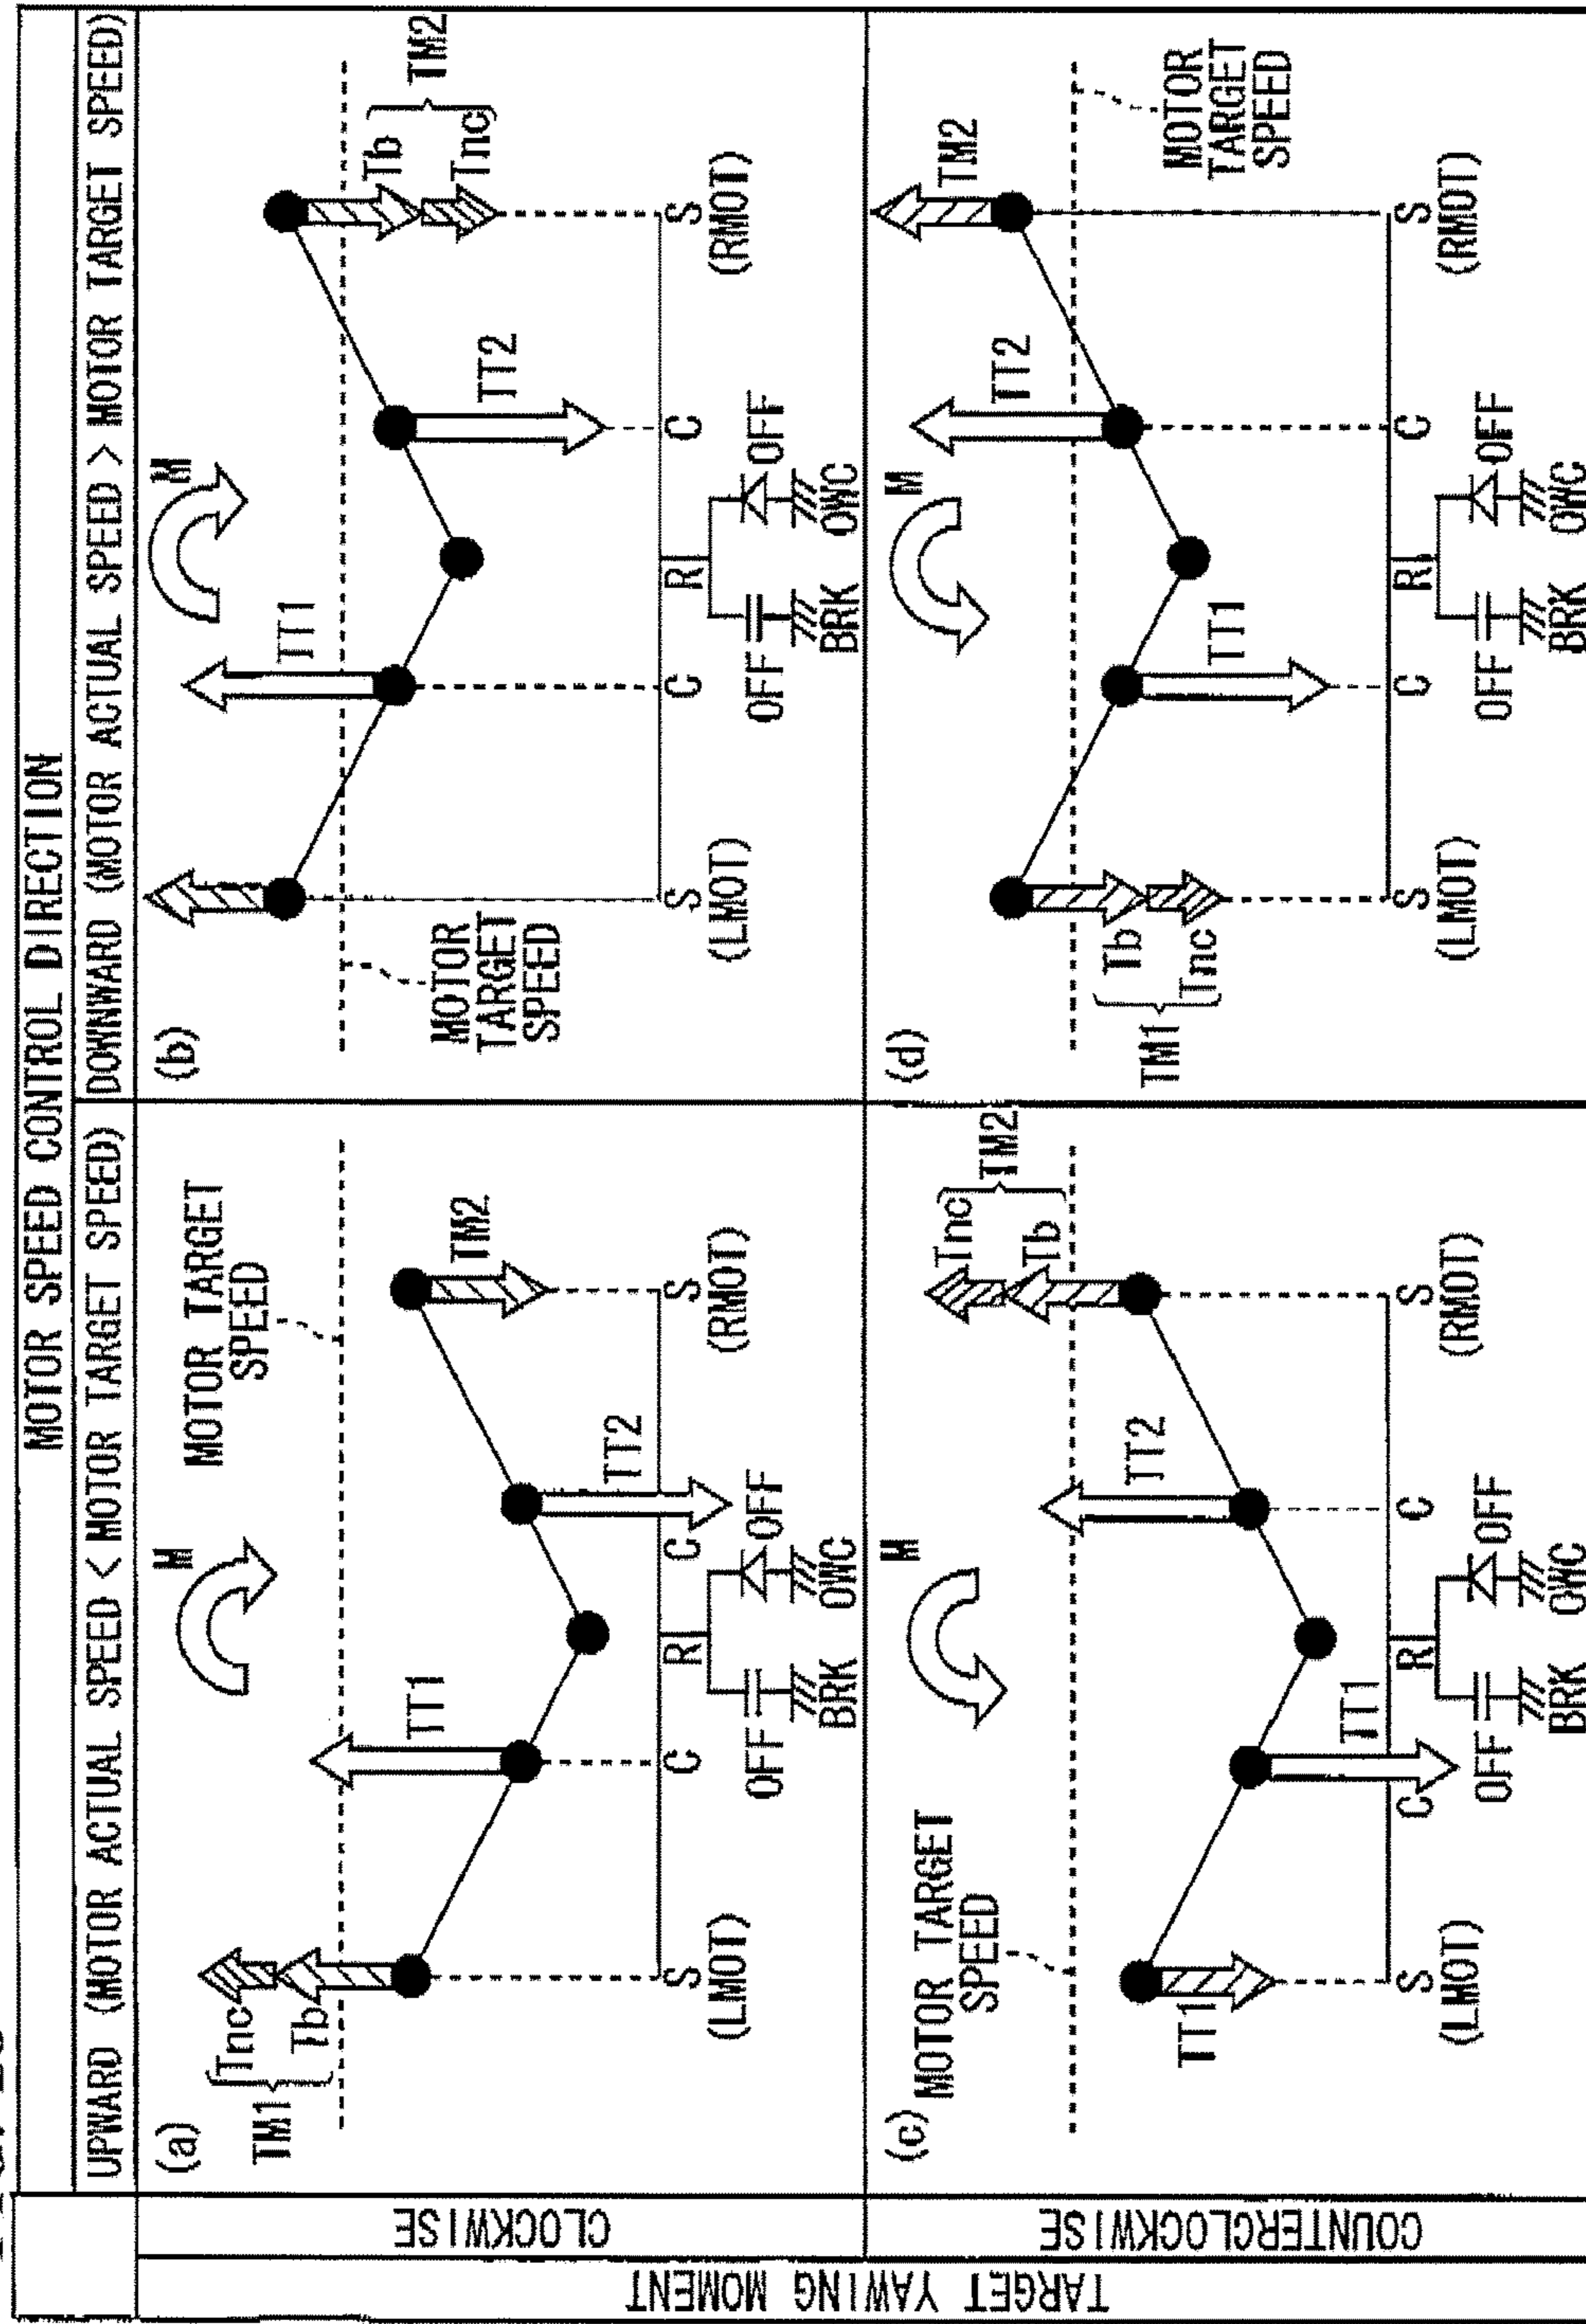 MOTOR SPEED CONTROL DIRECTION
UPWARD (MOTOR ACTUAL SPEED < MOTOR TARGET SPEED)
DOWNWARD (MOTOR ACTUAL SPEED > MOTOR TARGET SPEED)
TARGET YAWING MOMENT
CLOCKWISE
(a)
M
MOTOR TARGET
SPEED
Tnc
Tb
TM1
TT1
TM2
TT2
S
C
R
C
S
(LMOT)
OFF
OFF
(RMOT)
BRK
OWC
(b)
M
TT1
Tb
Tnc
TM2
MOTOR
TARGET
SPEED
TT2
S
C
R
C
S
(LMOT)
OFF
OFF
(RMOT)
BRK
OWC
COUNTERCLOCKWISE
(c)
M
MOTOR TARGET
SPEED
Tnc
Tb
TM2
TT2
TT1
TT1
S
C
R
C
S
(LMOT)
OFF
OFF
(RMOT)
BRK
OWC
(d)
M
TM2
TT2
MOTOR
TARGET
SPEED
Tb
Tnc
TM1
TT1
S
C
R
C
S
(LMOT)
OFF
OFF
(RMOT)
BRK
OWC